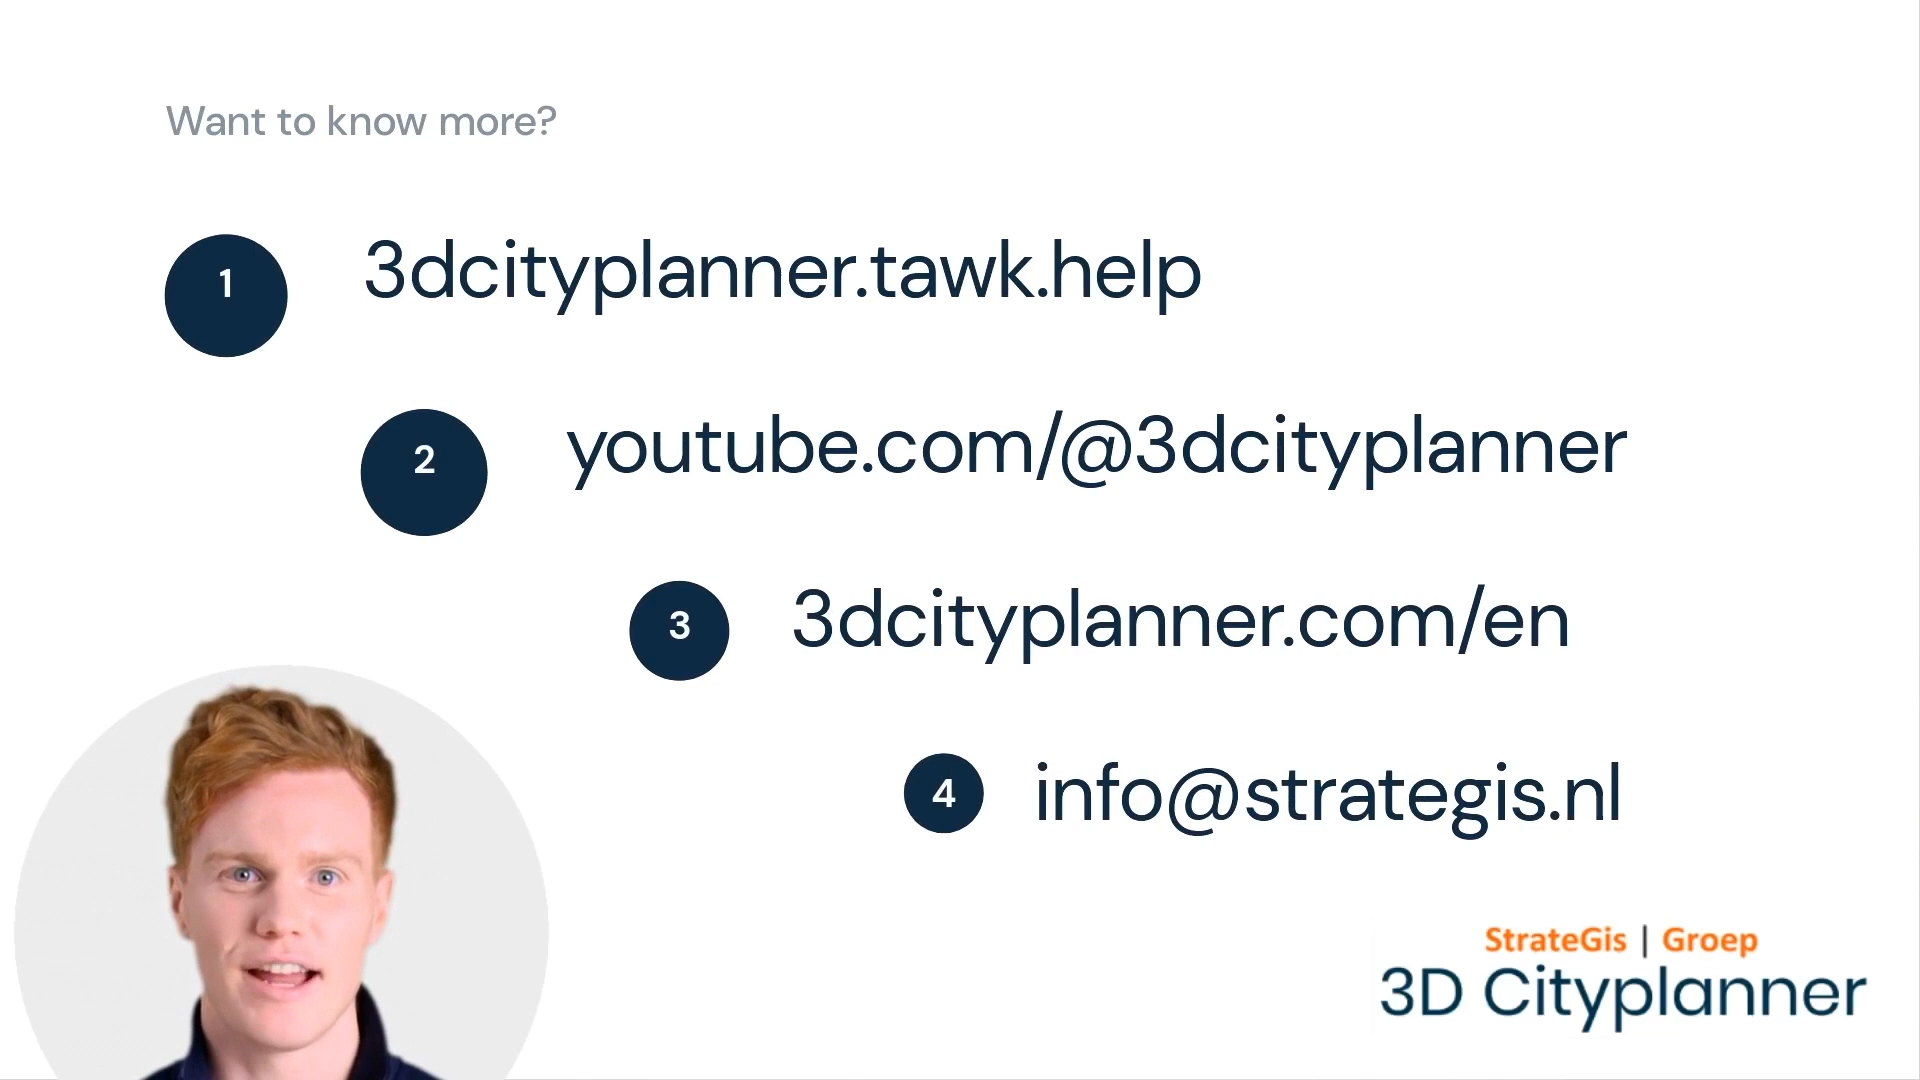 Want to know more?
1 3dcityplanner.tawk.help
2 youtube.com/@3dcityplanner
3 3dcityplanner.com/en
4 info@strategis.nl
StrateGis | Groep
3D Cityplanner